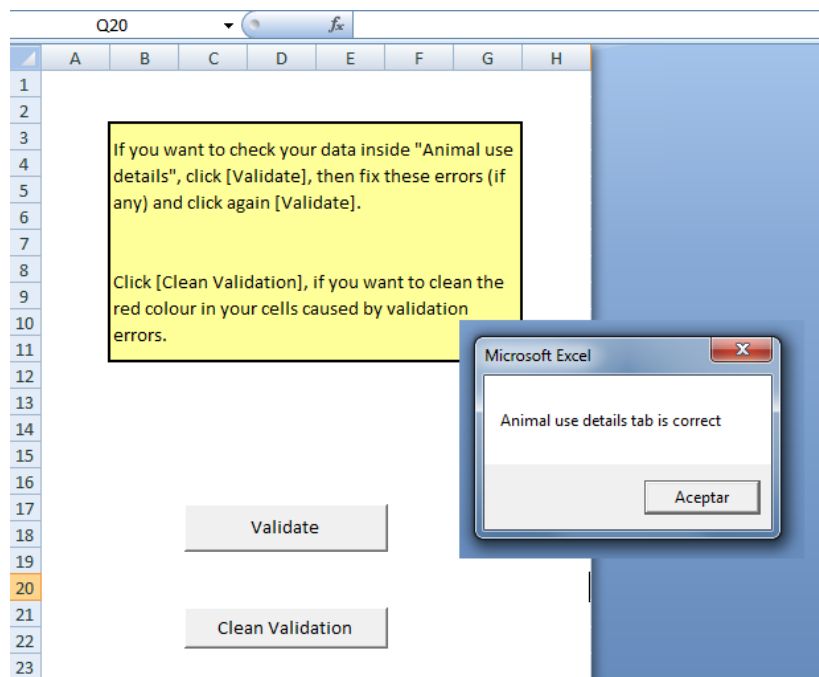 Q20
fx
A B C D E F G H
1
2
3
If you want to check your data inside "Animal use
4
details", click [Validate], then fix these errors (if
5
any) and click again [Validate].
6
7
8
Click [Clean Validation], if you want to clean the
9
red colour in your cells caused by validation
10
errors.
11
Microsoft Excel
12
13
Animal use details tab is correct
14
15
16
Aceptar
17
Validate
18
19
20
21
Clean Validation
22
23